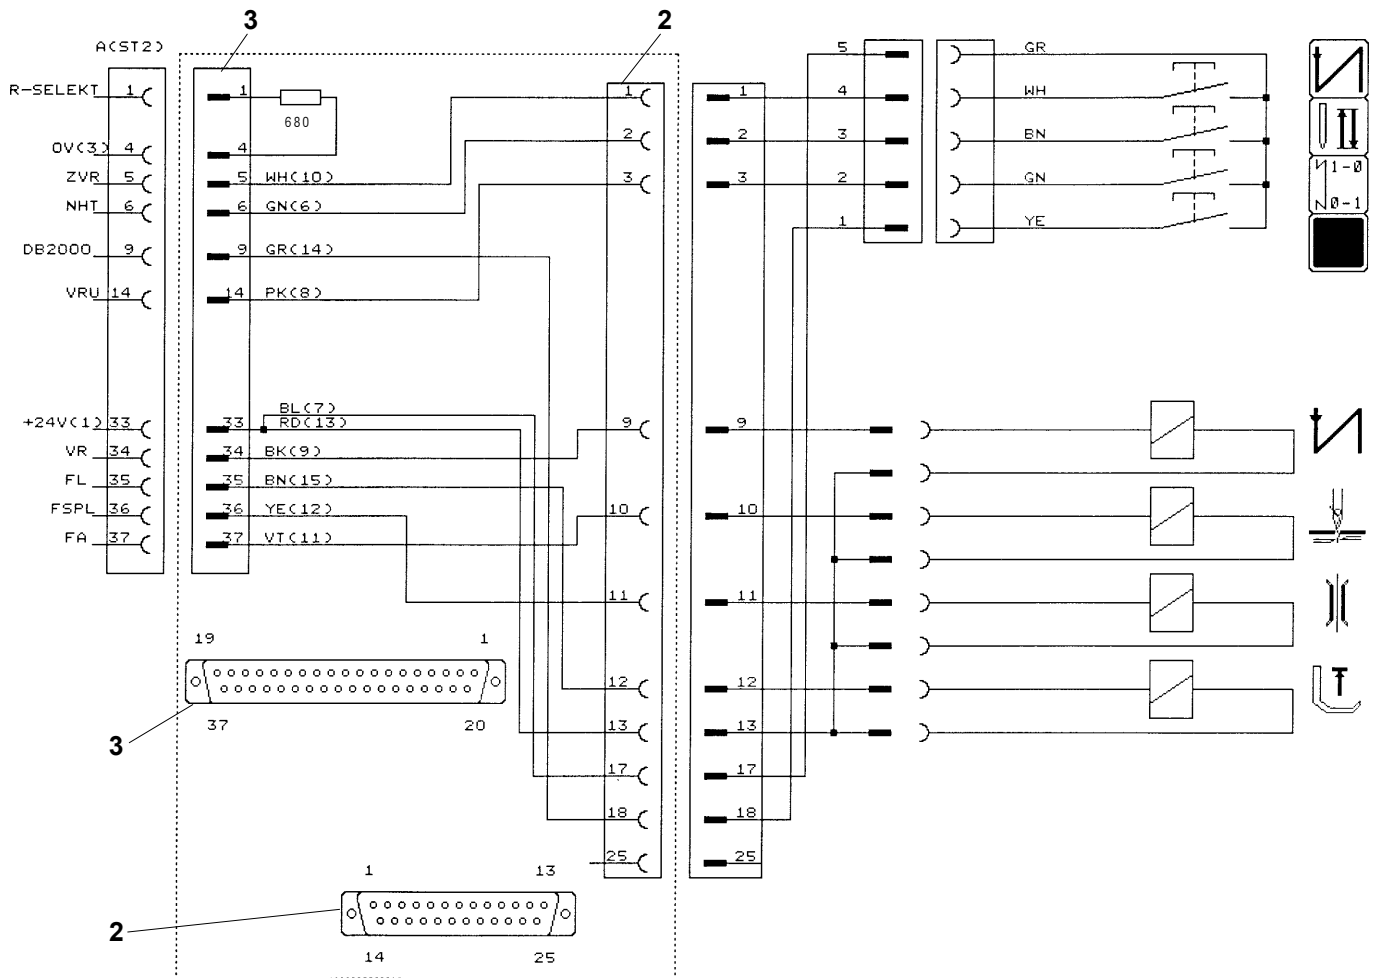 3
2
A(ST2)
5
GR
R-SELEKT 1
1
1
1
4
WH
680
2
2
3
BN
0V(3) 4
4
ZVR 5
5 WH(10)
3
3
2
GN
1-0
NHT 6
6 GN(6)
1
YE
0-1
DB2000 9
9 GR(14)
VRU 14
14 PK(8)
BL(7)
+24V(1) 33
33 RD(13)
9
9
VR 34
34 BK(9)
FL 35
35 BN(15)
FSPL 36
36 YE(12)
10
10
FA 37
37 VT(11)
11
11
19
1
12
12
37
20
13
13
3
17
17
18
18
25
25
1
13
2
14
25